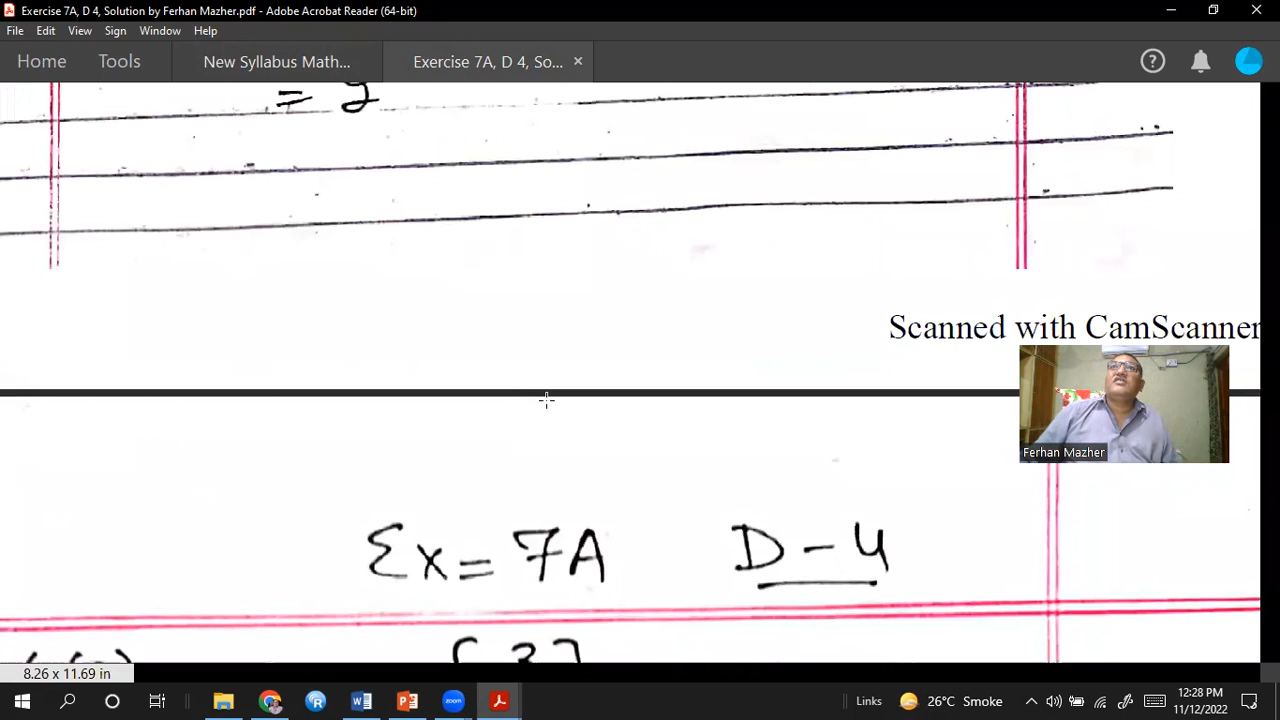 Exercise 7A, D 4, Solution by Ferhan Mazher.pdf - Adobe Acrobat Reader (64-bit)
File Edit View Sign Window Help
Home Tools New Syllabus Math... Exercise 7A, D 4, So... ×
= 2
Scanned with CamScanner
Ferhan Mazher
Ex = 7A D - 4
[ 3 ]
8.26 x 11.69 in
Links 26°C Smoke 12:28 PM
11/12/2022